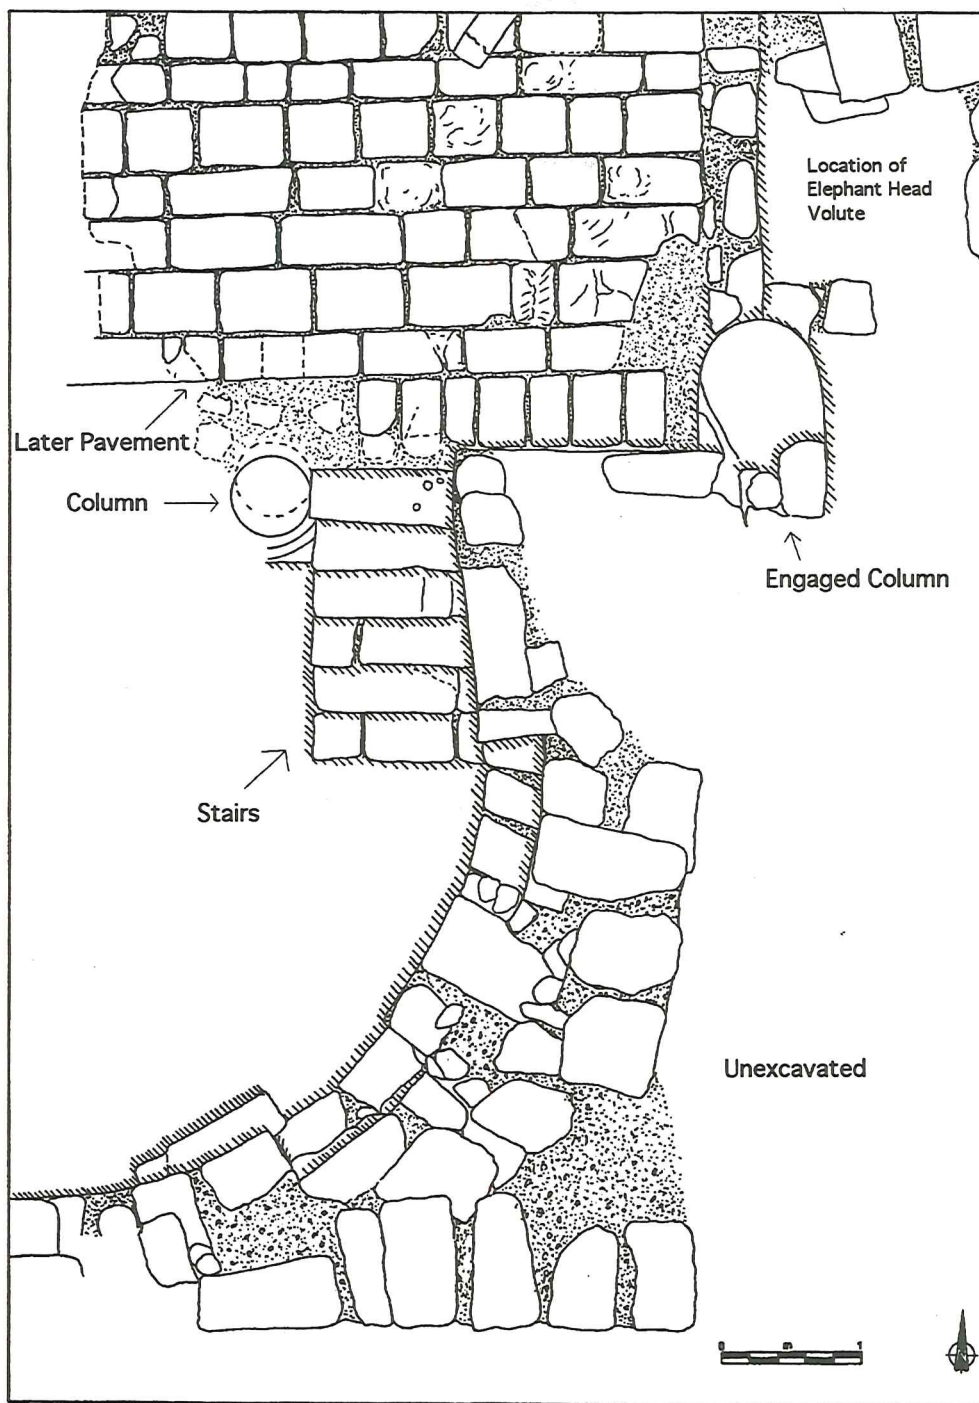 Location of
Elephant Head
Volute
Later Pavement
Column
Engaged Column
Stairs
Unexcavated
0 m 1
N